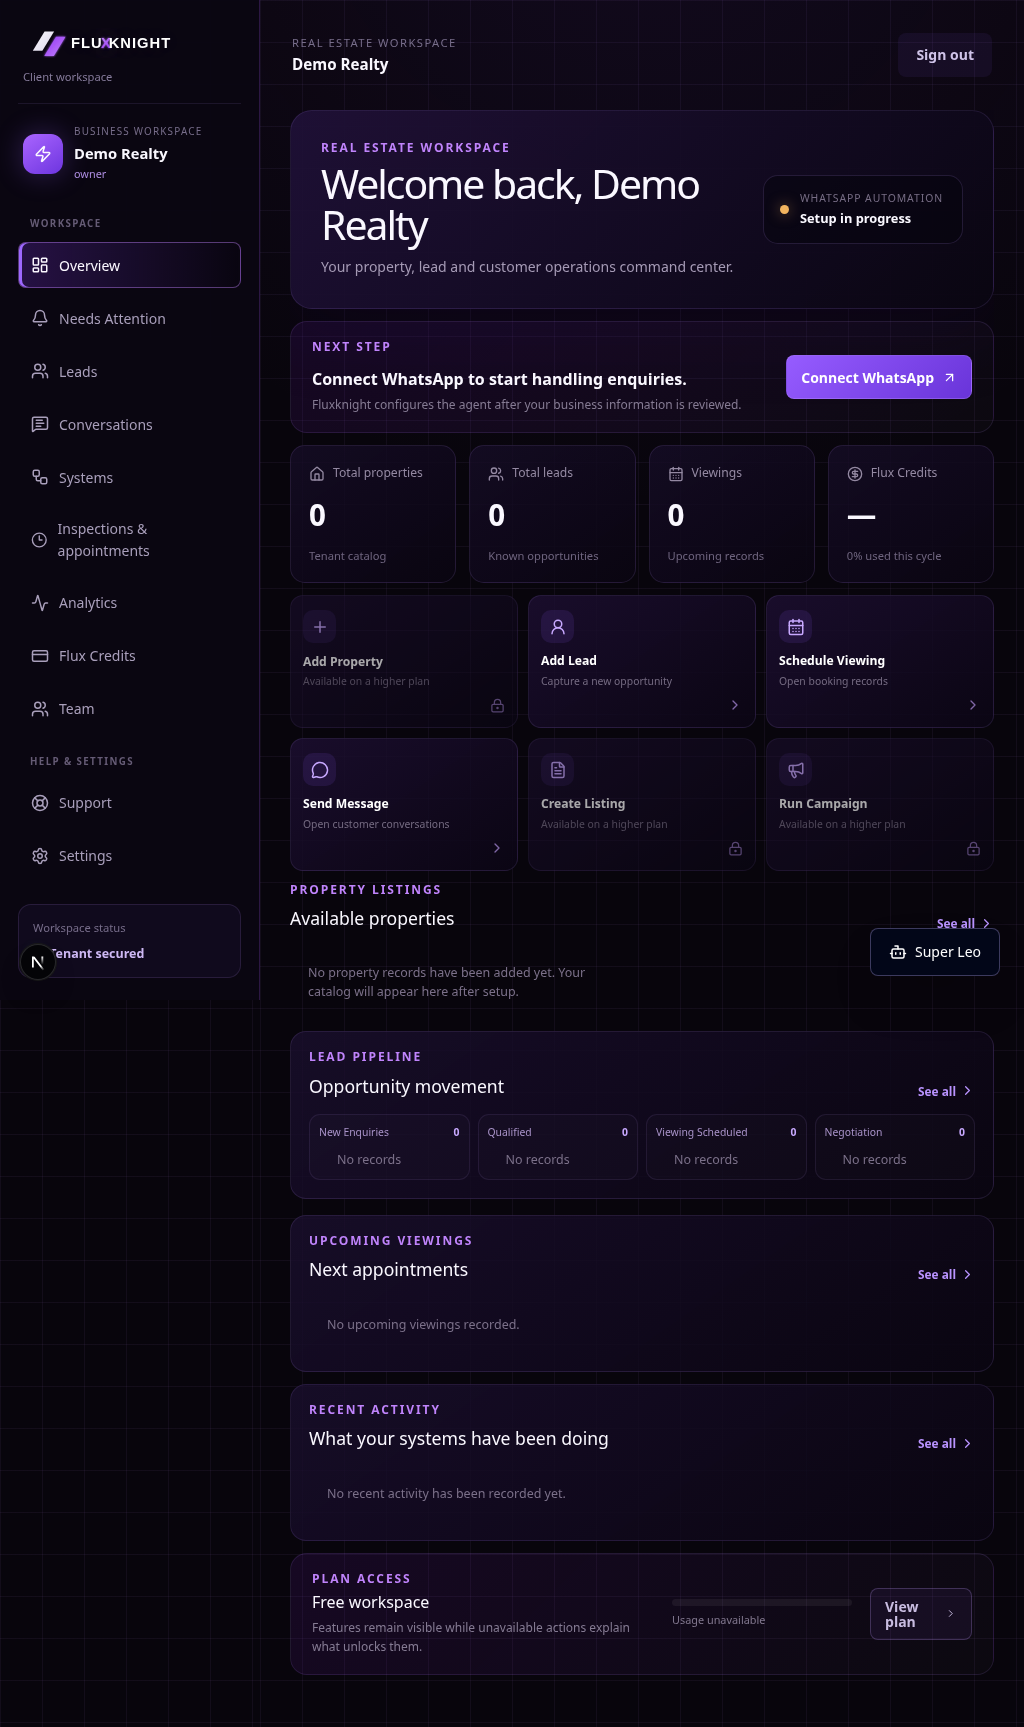 FLUXKNIGHT
Client workspace
BUSINESS WORKSPACE
Demo Realty
owner
WORKSPACE
Overview
Needs Attention
Leads
Conversations
Systems
Inspections &
appointments
Analytics
Flux Credits
Team
HELP & SETTINGS
Support
Settings
Workspace status
Tenant secured
N
REAL ESTATE WORKSPACE
Demo Realty
Sign out
REAL ESTATE WORKSPACE
Welcome back, Demo
Realty
Your property, lead and customer operations command center.
WHATSAPP AUTOMATION
Setup in progress
NEXT STEP
Connect WhatsApp to start handling enquiries.
Fluxknight configures the agent after your business information is reviewed.
Connect WhatsApp
Total properties
0
Tenant catalog
Total leads
0
Known opportunities
Viewings
0
Upcoming records
Flux Credits
—
0% used this cycle
Add Property
Available on a higher plan
Add Lead
Capture a new opportunity
Schedule Viewing
Open booking records
Send Message
Open customer conversations
Create Listing
Available on a higher plan
Run Campaign
Available on a higher plan
PROPERTY LISTINGS
Available properties
See all
Super Leo
No property records have been added yet. Your
catalog will appear here after setup.
LEAD PIPELINE
Opportunity movement
See all
New Enquiries 0
No records
Qualified 0
No records
Viewing Scheduled 0
No records
Negotiation 0
No records
UPCOMING VIEWINGS
Next appointments
See all
No upcoming viewings recorded.
RECENT ACTIVITY
What your systems have been doing
See all
No recent activity has been recorded yet.
PLAN ACCESS
Free workspace
Features remain visible while unavailable actions explain
what unlocks them.
Usage unavailable
View
plan